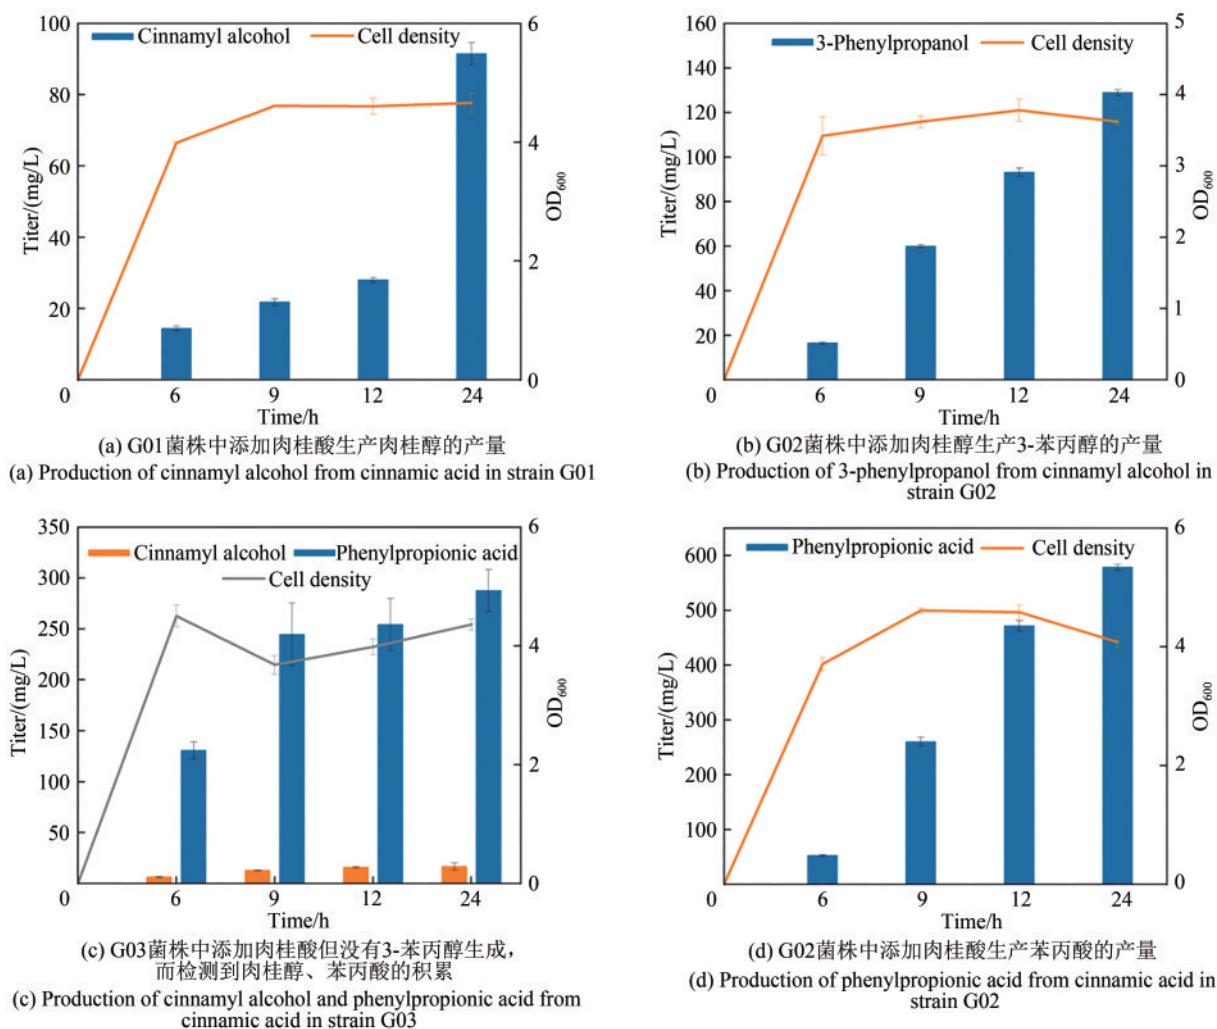 Cinnamyl alcohol
Cell density
100
80
60
40
20
0
6
4
2
0
Titer/(mg/L)
OD600
6
9
12
24
Time/h
(a) G01菌株中添加肉桂酸生产肉桂醇的产量
(a) Production of cinnamyl alcohol from cinnamic acid in strain G01
3-Phenylpropanol
Cell density
160
140
120
100
80
60
40
20
0
5
4
3
2
1
0
Titer/(mg/L)
OD600
6
9
12
24
Time/h
(b) G02菌株中添加肉桂醇生产3-苯丙醇的产量
(b) Production of 3-phenylpropanol from cinnamyl alcohol in
strain G02
Cinnamyl alcohol
Phenylpropionic acid
Cell density
350
300
250
200
150
100
50
0
6
4
2
0
Titer/(mg/L)
OD600
6
9
12
24
Time/h
(c) G03菌株中添加肉桂酸但没有3-苯丙醇生成，
而检测到肉桂醇、苯丙酸的积累
(c) Production of cinnamyl alcohol and phenylpropionic acid from
cinnamic acid in strain G03
Phenylpropionic acid
Cell density
600
500
400
300
200
100
0
6
4
2
0
Titer/(mg/L)
OD600
6
9
12
24
Time/h
(d) G02菌株中添加肉桂酸生产苯丙酸的产量
(d) Production of phenylpropionic acid from cinnamic acid in
strain G02